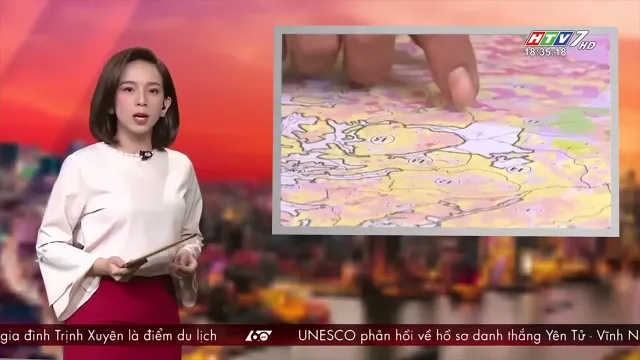 HTV7 HD
18:35:18
gia đình Trịnh Xuyên là điểm du lịch 60 UNESCO phản hồi về hồ sơ danh thắng Yên Tử - Vĩnh N